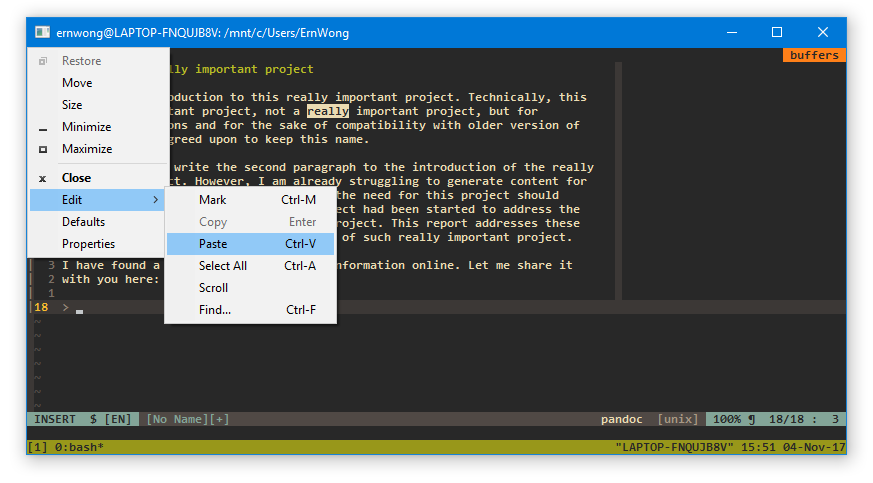 ernwong@LAPTOP-FNQUJB8V: /mnt/c/Users/ErnWong
buffers
Restore
Move
Size
Minimize
Maximize
x Close
Edit >
Defaults
Properties
Mark Ctrl-M
Copy Enter
Paste Ctrl-V
Select All Ctrl-A
Scroll
Find... Ctrl-F
lly important project
oduction to this really important project. Technically, this
tant project, not a really important project, but for
ons and for the sake of compatibility with older version of
greed upon to keep this name.
write the second paragraph to the introduction of the really
ct. However, I am already struggling to generate content for
the need for this project should
ject had been started to address the
project. This report addresses these
of such really important project.
3 I have found a nformation online. Let me share it
2 with you here:
1
18 > _
~
~
~
~
~
~
~
INSERT $ [EN] [No Name][+] pandoc [unix] 100% ¶ 18/18 : 3
[1] 0:bash* "LAPTOP-FNQUJB8V" 15:51 04-Nov-17